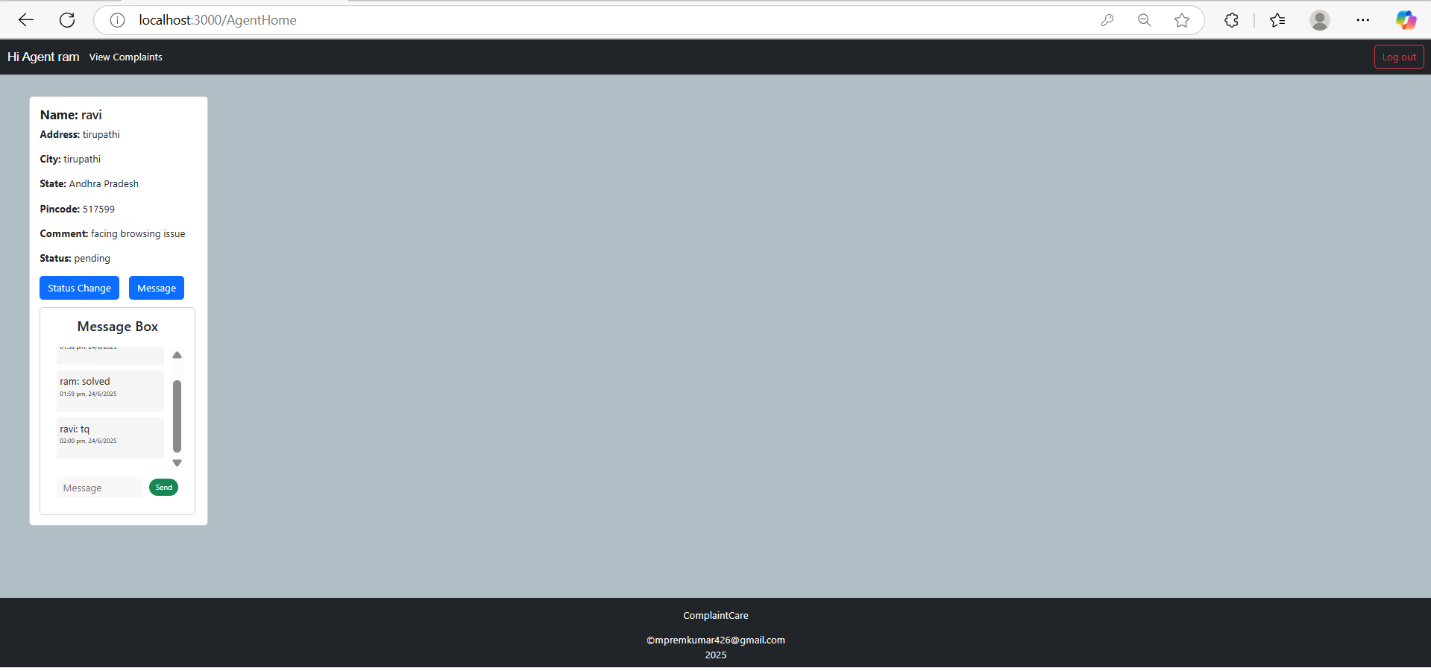 localhost:3000/AgentHome
Hi Agent ram View Complaints Log out
Name: ravi
Address: tirupathi
City: tirupathi
State: Andhra Pradesh
Pincode: 517599
Comment: facing browsing issue
Status: pending
Status Change Message
Message Box
ram: solved
01:59 pm, 24/6/2025
ravi: tq
02:00 pm, 24/6/2025
Message Send
ComplaintCare
©mpremkumar426@gmail.com
2025